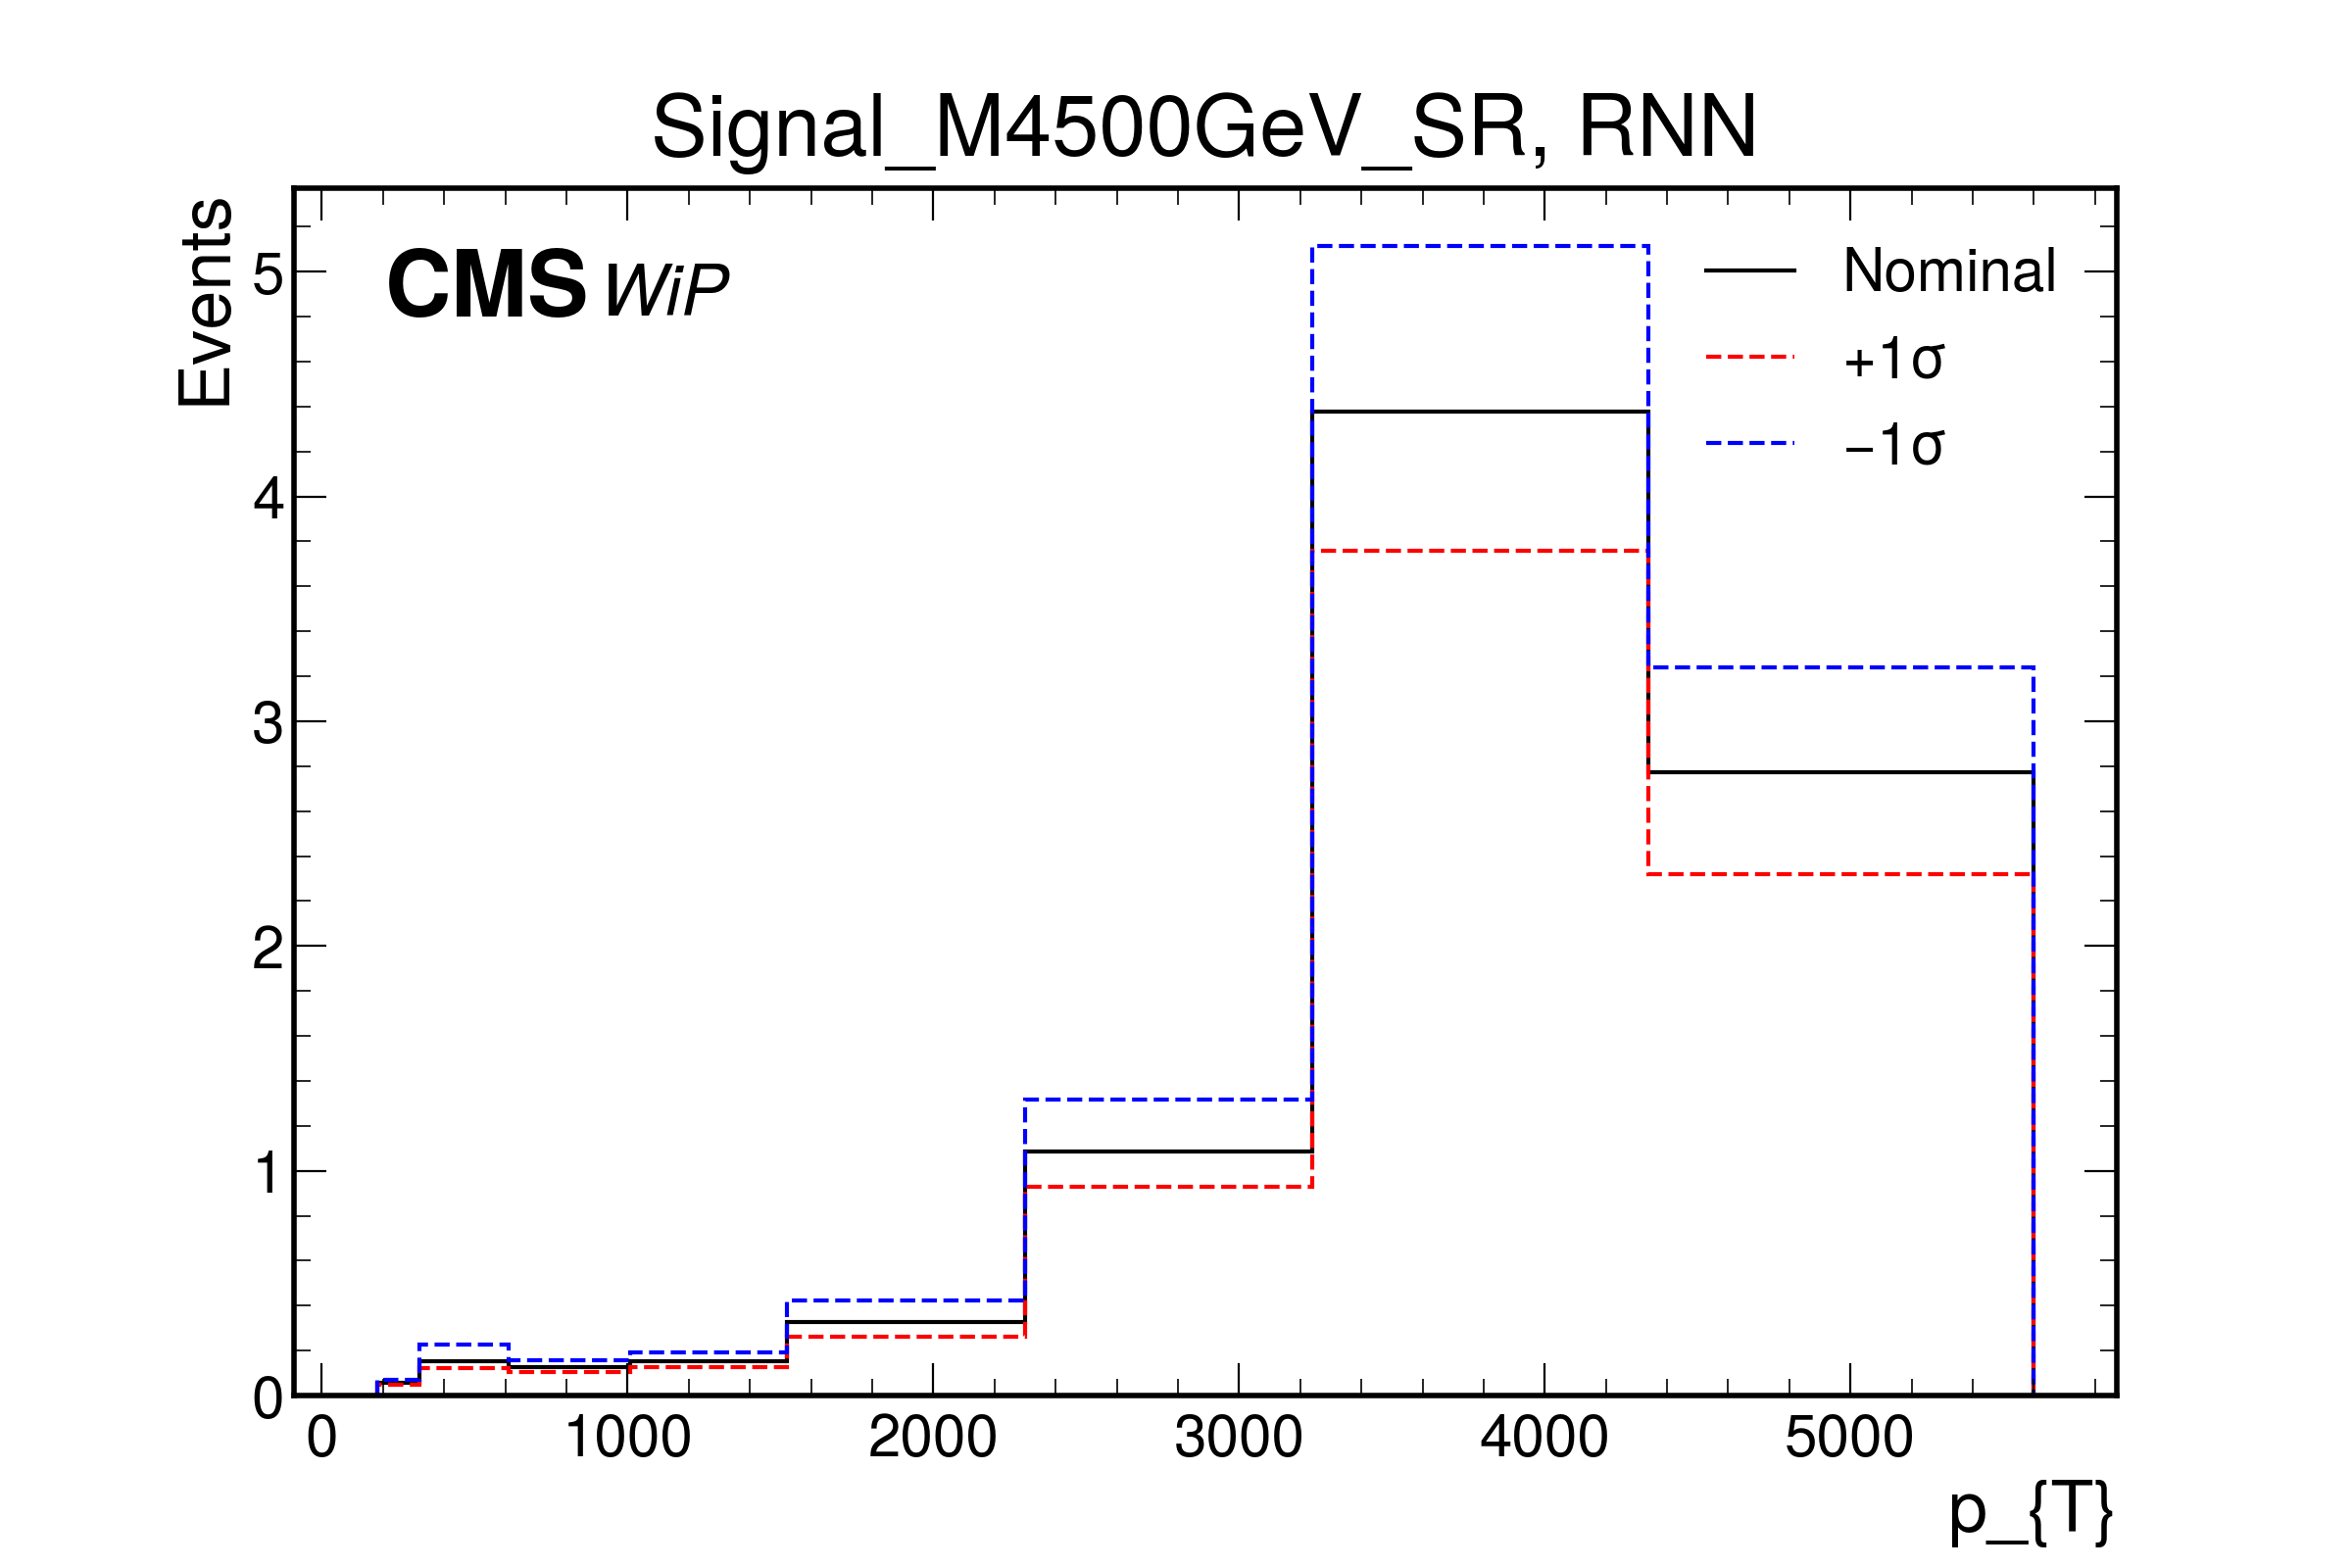 Signal_M4500GeV_SR, RNN
Events
CMS WiP
Nominal
+1σ
−1σ
5
4
3
2
1
0
0 1000 2000 3000 4000 5000
p_{T}